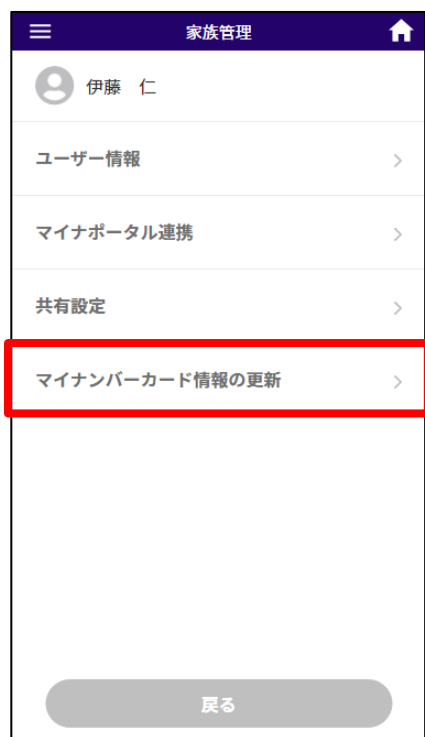 家族管理
伊藤　仁
ユーザー情報
マイナポータル連携
共有設定
マイナンバーカード情報の更新
戻る